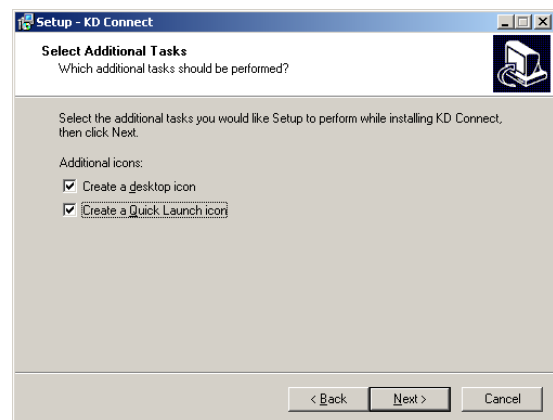 Setup - KD Connect
Select Additional Tasks
Which additional tasks should be performed?
Select the additional tasks you would like Setup to perform while installing KD Connect,
then click Next.
Additional icons:
Create a desktop icon
Create a Quick Launch icon
< Back
Next >
Cancel